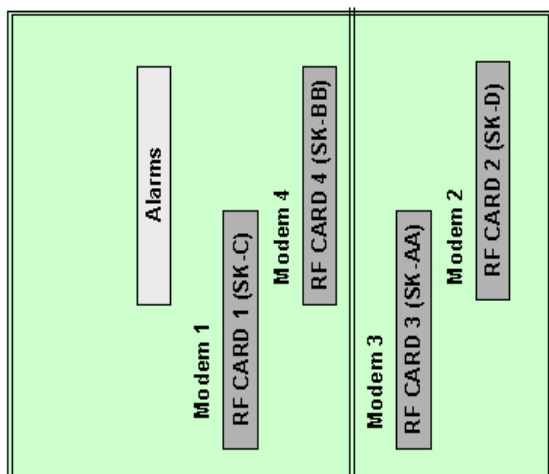 Alarms
Modem 1
RF CARD 1 (SK-C)
Modem 4
RF CARD 4 (SK-BB)
Modem 3
RF CARD 3 (SK-AA)
Modem 2
RF CARD 2 (SK-D)